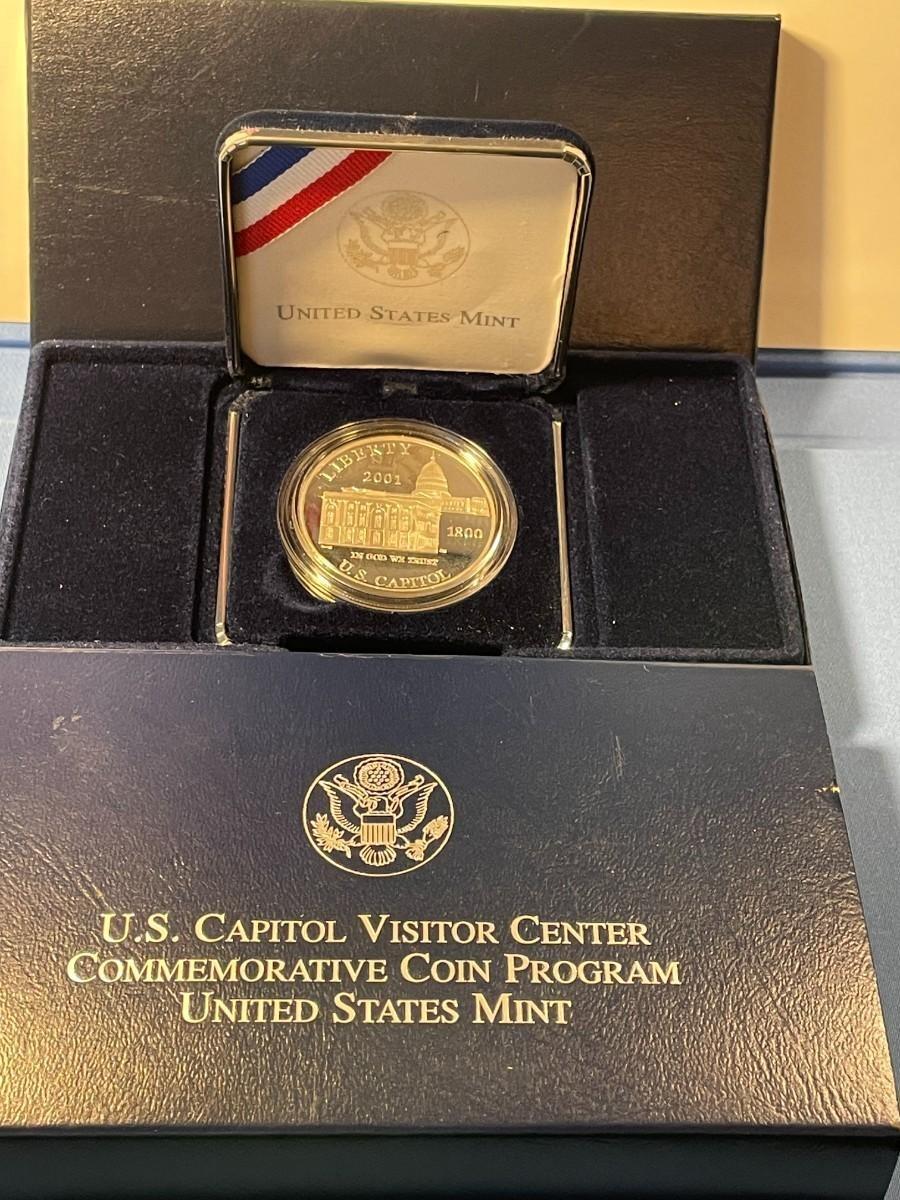 UNITED STATES MINT
LIBERTY
2001
1800
IN GOD WE TRUST
U.S. CAPITOL
U.S. CAPITOL VISITOR CENTER
COMMEMORATIVE COIN PROGRAM
UNITED STATES MINT